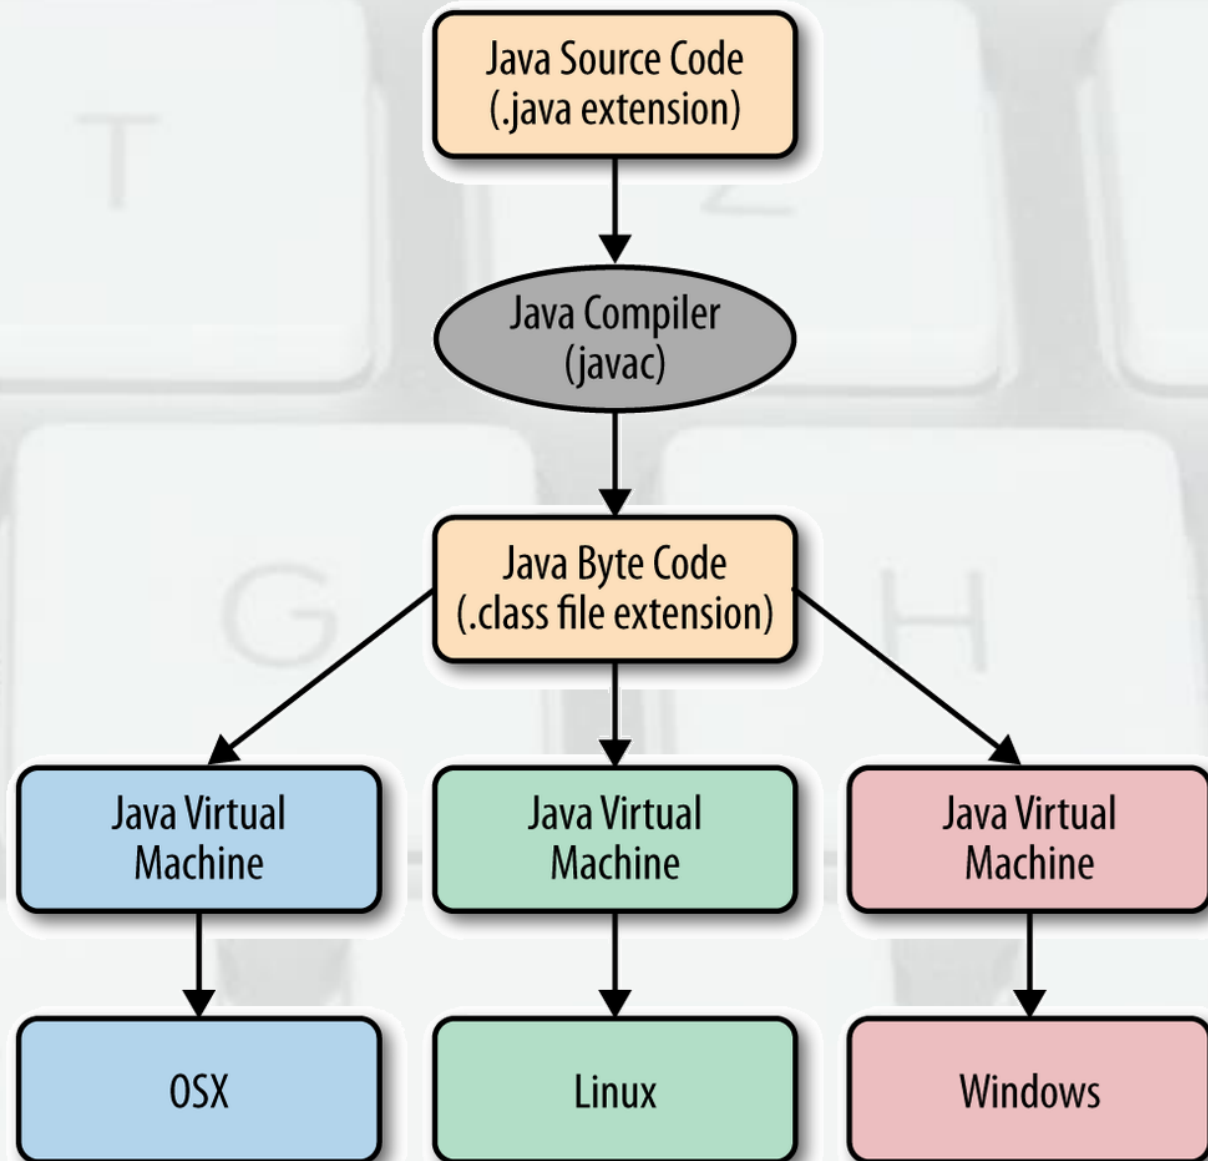 T
Z
Java Source Code
(.java extension)
Java Compiler
(javac)
G
H
Java Byte Code
(.class file extension)
Java Virtual
Machine
Java Virtual
Machine
Java Virtual
Machine
OSX
Linux
Windows